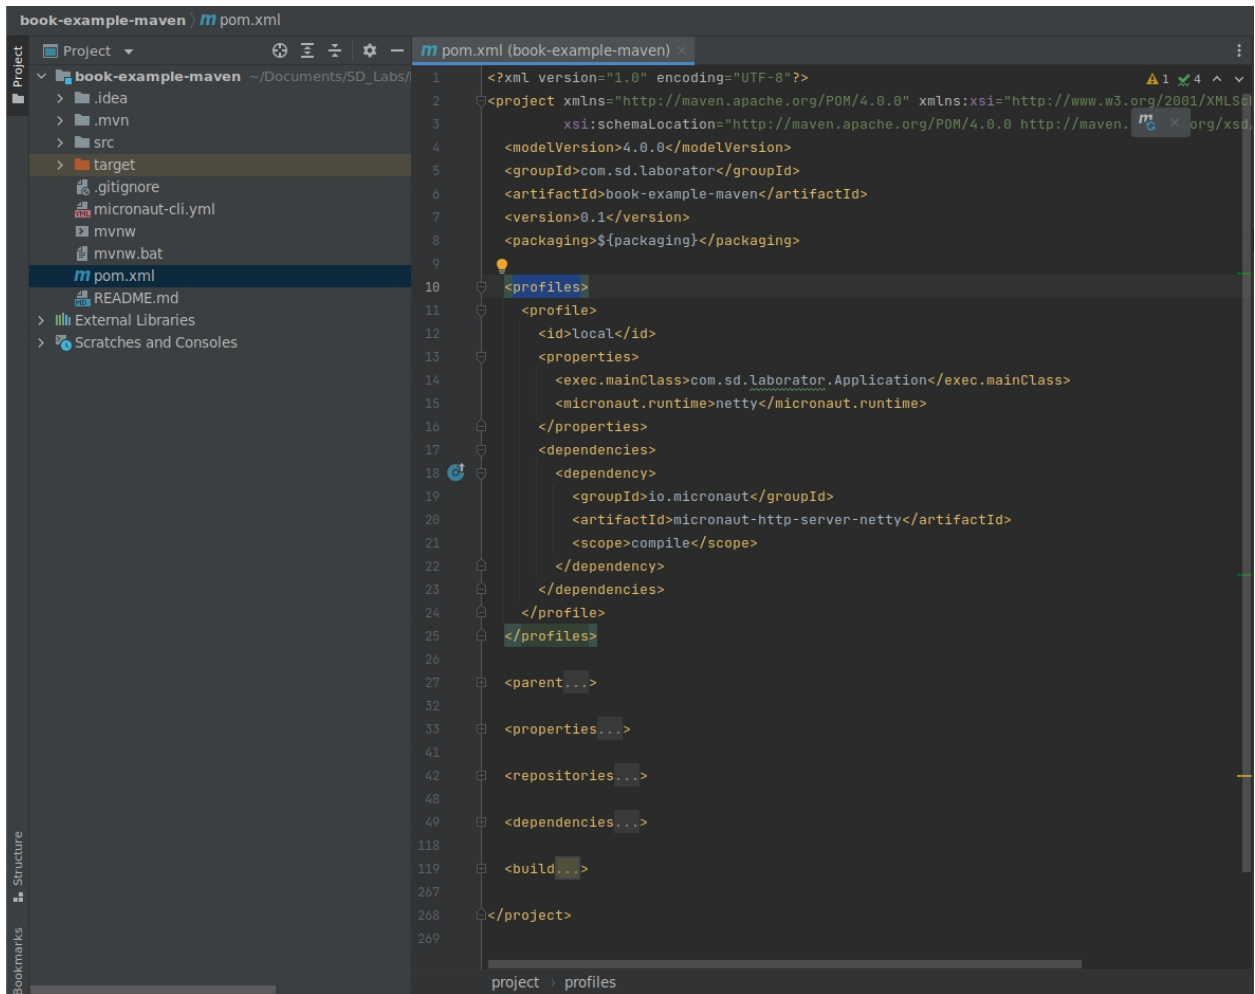 book-example-maven pom.xml
Project
Project
pom.xml (book-example-maven)
book-example-maven ~/Documents/SD_Labs/
.idea
.mvn
src
target
.gitignore
micronaut-cli.yml
mvnw
mvnw.bat
pom.xml
README.md
External Libraries
Scratches and Consoles
Structure
Bookmarks
1 4
1 <?xml version="1.0" encoding="UTF-8"?>
2 <project xmlns="http://maven.apache.org/POM/4.0.0" xmlns:xsi="http://www.w3.org/2001/XMLSc
3 xsi:schemaLocation="http://maven.apache.org/POM/4.0.0 http://maven. org/xsd
4 <modelVersion>4.0.0</modelVersion>
5 <groupId>com.sd.laborator</groupId>
6 <artifactId>book-example-maven</artifactId>
7 <version>0.1</version>
8 <packaging>${packaging}</packaging>
9
10 <profiles>
11 <profile>
12 <id>local</id>
13 <properties>
14 <exec.mainClass>com.sd.laborator.Application</exec.mainClass>
15 <micronaut.runtime>netty</micronaut.runtime>
16 </properties>
17 <dependencies>
18 <dependency>
19 <groupId>io.micronaut</groupId>
20 <artifactId>micronaut-http-server-netty</artifactId>
21 <scope>compile</scope>
22 </dependency>
23 </dependencies>
24 </profile>
25 </profiles>
26
27 <parent...>
32
33 <properties...>
41
42 <repositories...>
48
49 <dependencies...>
118
119 <build...>
267
268 </project>
269
project › profiles